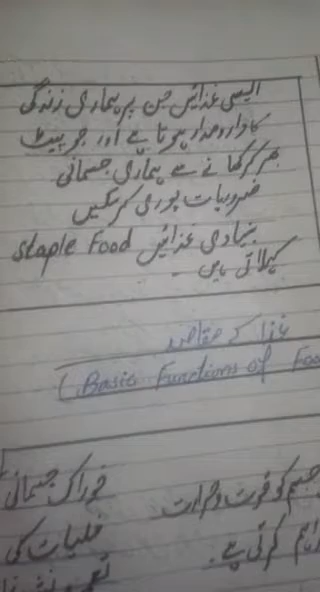 ایسی غذائیں جن پر ہماری زندگی
کا دارومدار ہوتا ہے اور جو پیٹ
بھر کر کھانے سے ہماری جسمانی
ضروریات پوری کر سکیں
بنیادی غذائیں Staple Food
کہلاتی ہیں -
غذا کے مقاصد
(Basic Functions of Foo
جسم کو قوت و حرارت
کرتی ہے .
خوراک جسمانی
خلیات کی